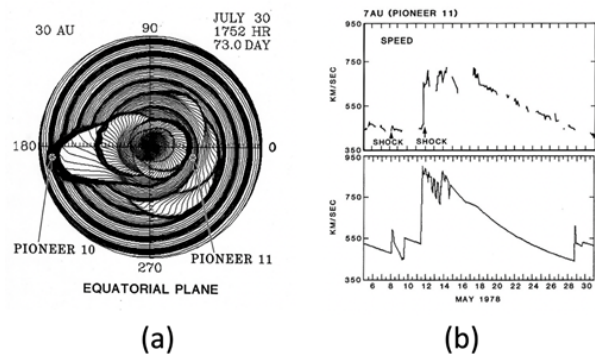 30 AU
90
JULY 30
1752 HR
73.0 DAY
180
0
PIONEER 10
PIONEER 11
270
EQUATORIAL PLANE
(a)
7AU (PIONEER 11)
950
SPEED
750
KM/SEC
550
SHOCK
SHOCK
350
950
750
KM/SEC
550
350
6 8 10 12 14 16 18 20 22 24 26 28 30
MAY 1978
(b)